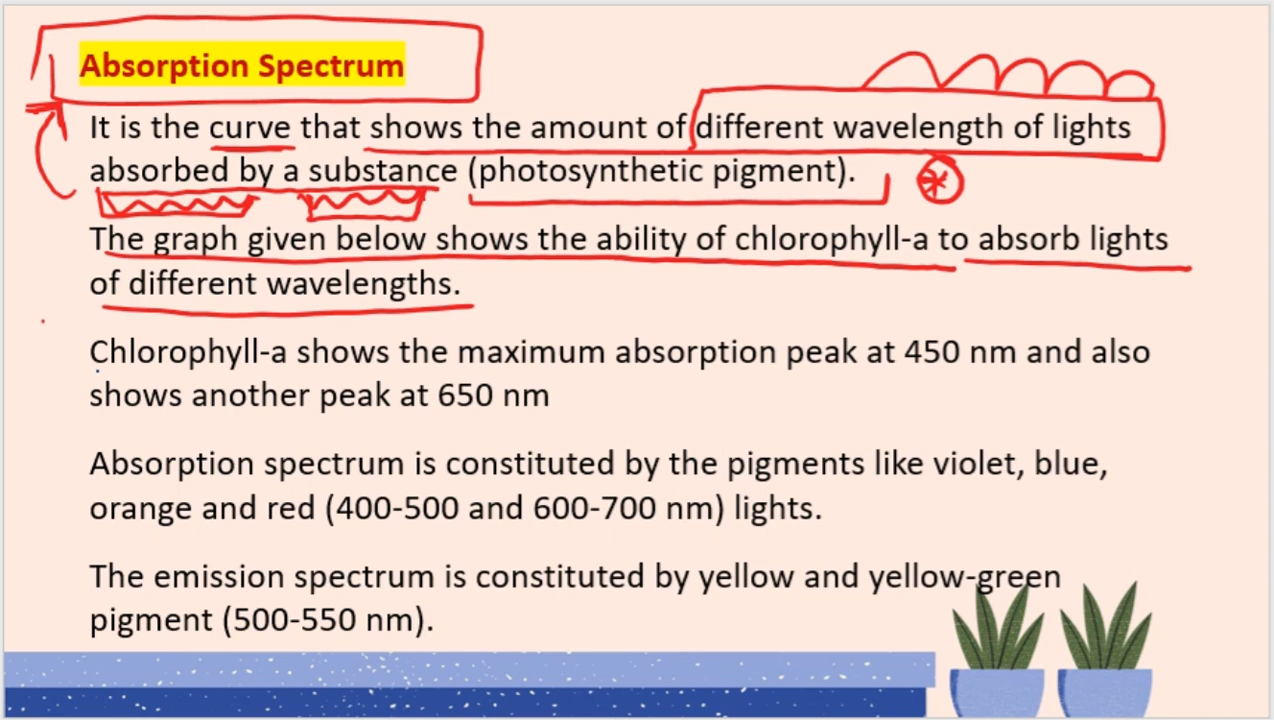 Absorption Spectrum
It is the curve that shows the amount of different wavelength of lights
absorbed by a substance (photosynthetic pigment).
The graph given below shows the ability of chlorophyll-a to absorb lights
of different wavelengths.
Chlorophyll-a shows the maximum absorption peak at 450 nm and also
shows another peak at 650 nm
Absorption spectrum is constituted by the pigments like violet, blue,
orange and red (400-500 and 600-700 nm) lights.
The emission spectrum is constituted by yellow and yellow-green
pigment (500-550 nm).